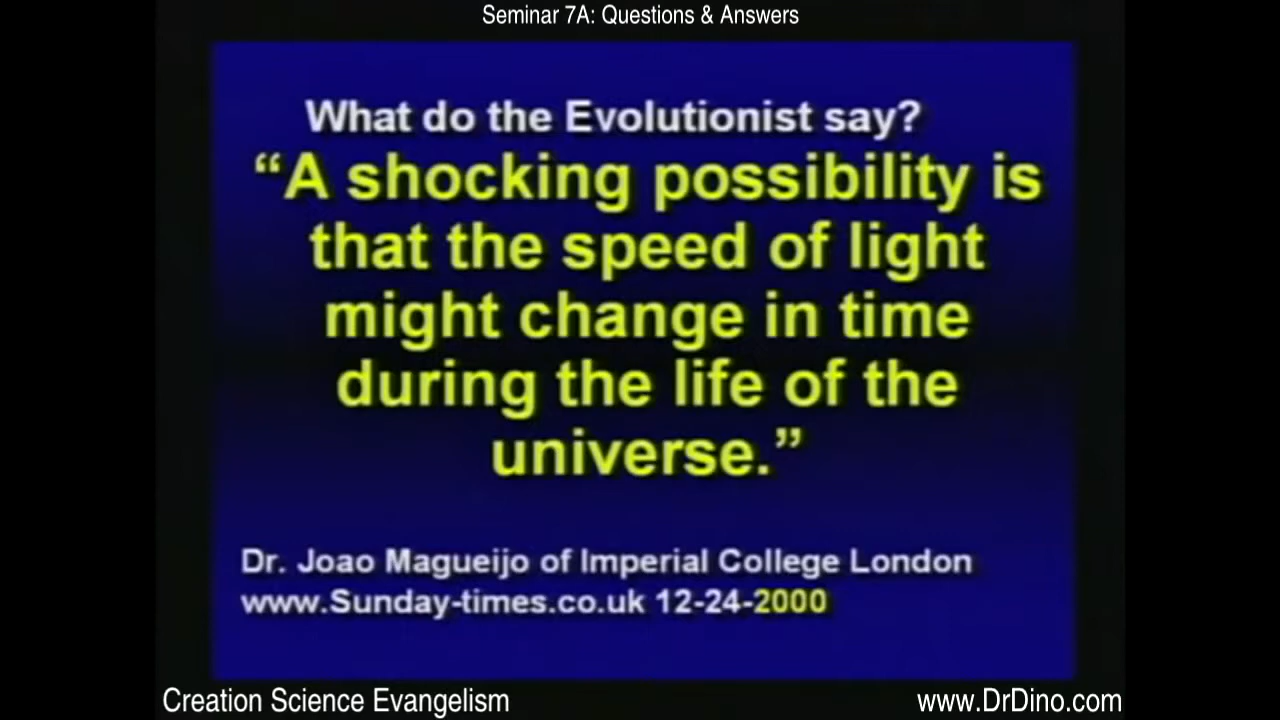 Seminar 7A: Questions & Answers
What do the Evolutionist say?
“A shocking possibility is
that the speed of light
might change in time
during the life of the
universe.”
Dr. Joao Magueijo of Imperial College London
www.Sunday-times.co.uk 12-24-2000
Creation Science Evangelism
www.DrDino.com